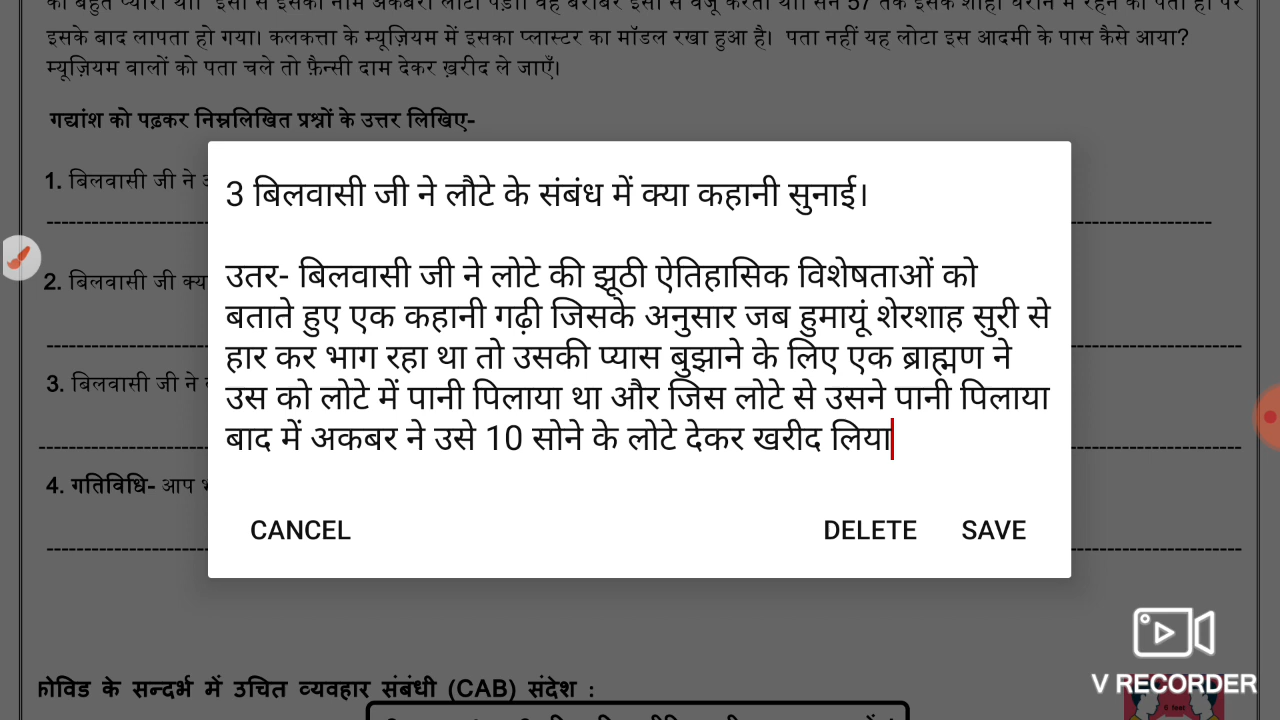 को बहुत प्यारा था। इसी से इसका नाम अकबरी लोटा पड़ा। वह बराबर इसी से वजू करता था। सन 57 तक इसके शाही घराने में रहने का पता है पर
इसके बाद लापता हो गया। कलकत्ता के म्यूज़ियम में इसका प्लास्टर का मॉडल रखा हुआ है। पता नहीं यह लोटा इस आदमी के पास कैसे आया?
म्यूज़ियम वालों को पता चले तो फ़ैन्सी दाम देकर ख़रीद ले जाएँ।
गद्यांश को पढ़कर निम्नलिखित प्रश्नों के उत्तर लिखिए-
1. बिलवासी जी ने
3 बिलवासी जी ने लौटे के संबंध में क्या कहानी सुनाई।
उतर- बिलवासी जी ने लोटे की झूठी ऐतिहासिक विशेषताओं को
2. बिलवासी जी क्य
बताते हुए एक कहानी गढ़ी जिसके अनुसार जब हुमायूं शेरशाह सुरी से
हार कर भाग रहा था तो उसकी प्यास बुझाने के लिए एक ब्राह्मण ने
3. बिलवासी जी ने
उस को लोटे में पानी पिलाया था और जिस लोटे से उसने पानी पिलाया
बाद में अकबर ने उसे 10 सोने के लोटे देकर खरीद लिया
4. गतिविधि- आप
CANCEL DELETE SAVE
V RECORDER
कोविड के सन्दर्भ में उचित व्यवहार संबंधी (CAB) संदेश :
6 feet